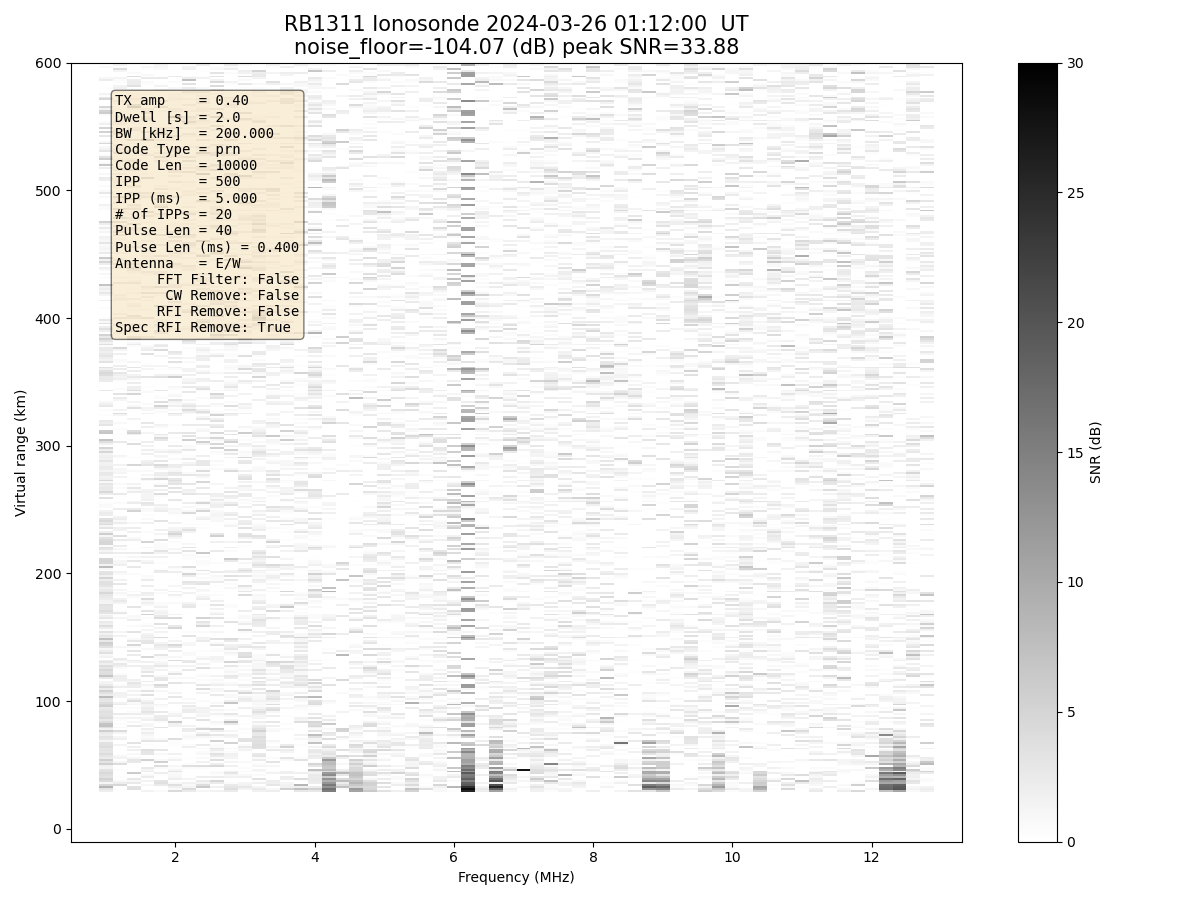 RB1311 Ionosonde 2024-03-26 01:12:00  UT
noise_floor=-104.07 (dB) peak SNR=33.88
TX amp    = 0.40
Dwell [s] = 2.0
BW [kHz]  = 200.000
Code Type = prn
Code Len  = 10000
IPP       = 500
IPP (ms)  = 5.000
# of IPPs = 20
Pulse Len = 40
Pulse Len (ms) = 0.400
Antenna   = E/W
FFT Filter: False
CW Remove: False
RFI Remove: False
Spec RFI Remove: True
600
500
400
300
200
100
0
Virtual range (km)
2
4
6
8
10
12
Frequency (MHz)
30
25
20
15
10
5
0
SNR (dB)